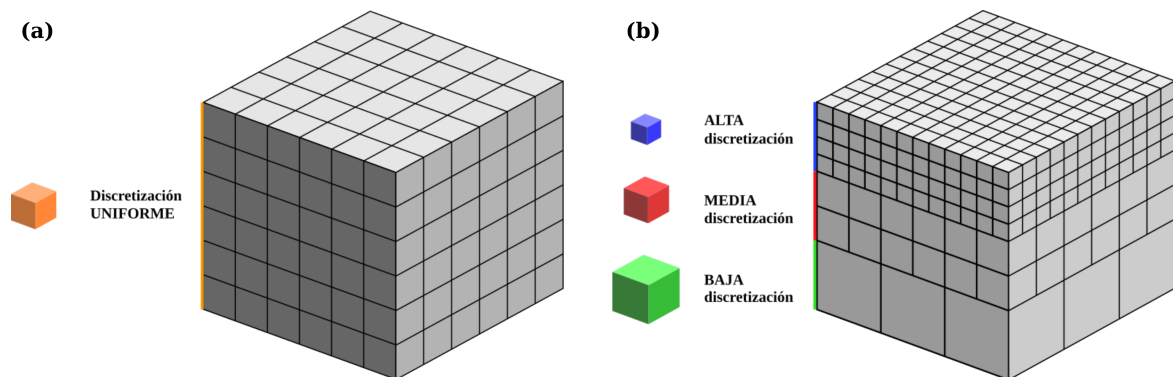 (a)
Discretización
UNIFORME
(b)
ALTA
discretización
MEDIA
discretización
BAJA
discretización